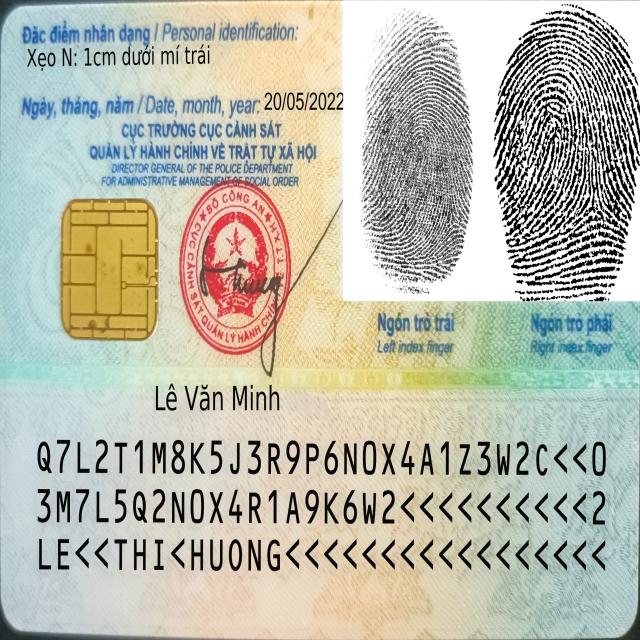 Đặc điểm nhân dạng / Personal identification:
Xẹo N: 1cm dưới mí trái
Ngày, tháng, năm / Date, month, year: 20/05/2022
CỤC TRƯỞNG CỤC CẢNH SÁT
QUẢN LÝ HÀNH CHÍNH VỀ TRẬT TỰ XÃ HỘI
DIRECTOR GENERAL OF THE POLICE DEPARTMENT
FOR ADMINISTRATIVE MANAGEMENT OF SOCIAL ORDER
BỘ CÔNG AN
CỤC CẢNH SÁT QUẢN LÝ HÀNH CHÍNH
Ngón trỏ trái
Left index finger
Ngón trỏ phải
Right index finger
Lê Văn Minh
Q7L2T1M8K5J3R9P6N0X4A1Z3W2C<<0
3M7L5Q2N0X4R1A9K6W2<<<<<<<<<<2
LE<<THI<HUONG<<<<<<<<<<<<<<<<<